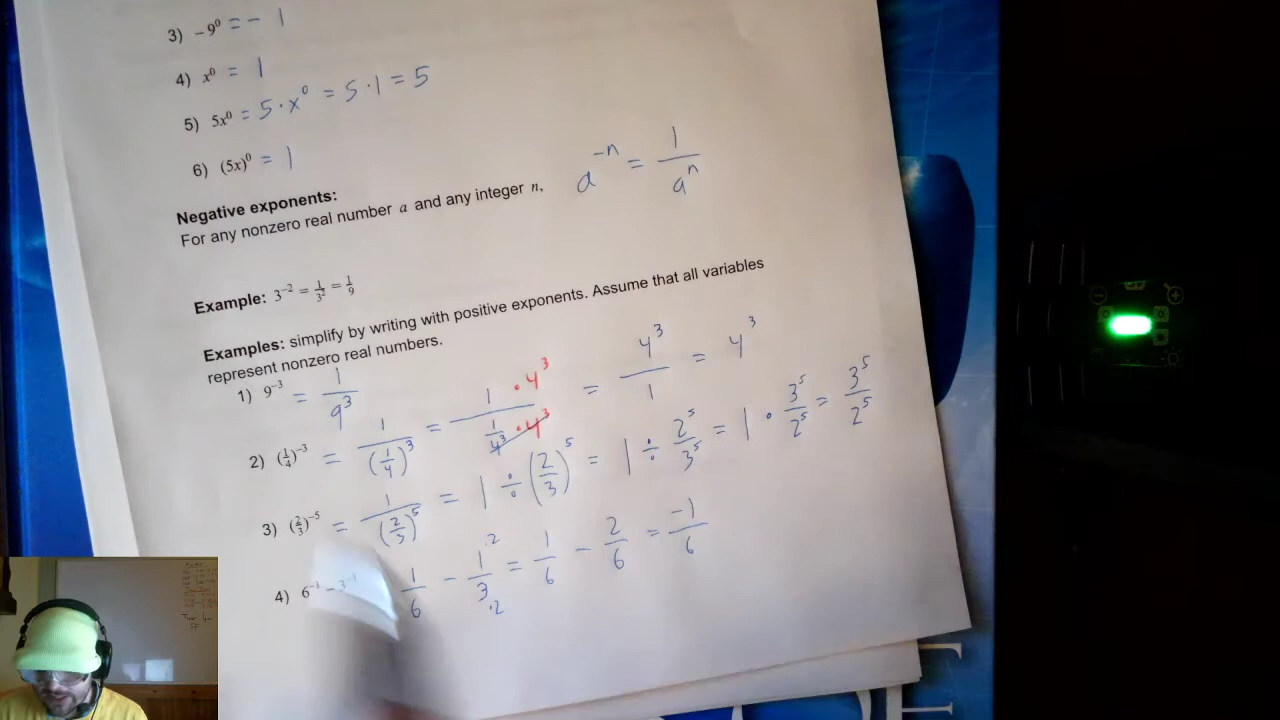 3) −9⁰ = − 1
4) x⁰ = 1
5) 5x⁰ = 5 · x⁰ = 5 · 1 = 5
6) (5x)⁰ = 1
Negative exponents:
For any nonzero real number a and any integer n, a⁻ⁿ = 1/aⁿ
Example: 3⁻² = 1/3² = 1/9
Examples: simplify by writing with positive exponents. Assume that all variables
represent nonzero real numbers.
1) 9⁻³ = 1/9³
2) (1/4)⁻³ = 1/(1/4)³ = (1 · 4³)/(1/4³ · 4³) = 4³/1 = 4³
3) (2/3)⁻⁵ = 1/(2/3)⁵ = 1 ÷ (2/3)⁵ = 1 ÷ 2⁵/3⁵ = 1 · 3⁵/2⁵ = 3⁵/2⁵
4) 6⁻¹ − 3⁻¹ 1/6 − 1·2/3·2 = 1/6 − 2/6 = −1/6